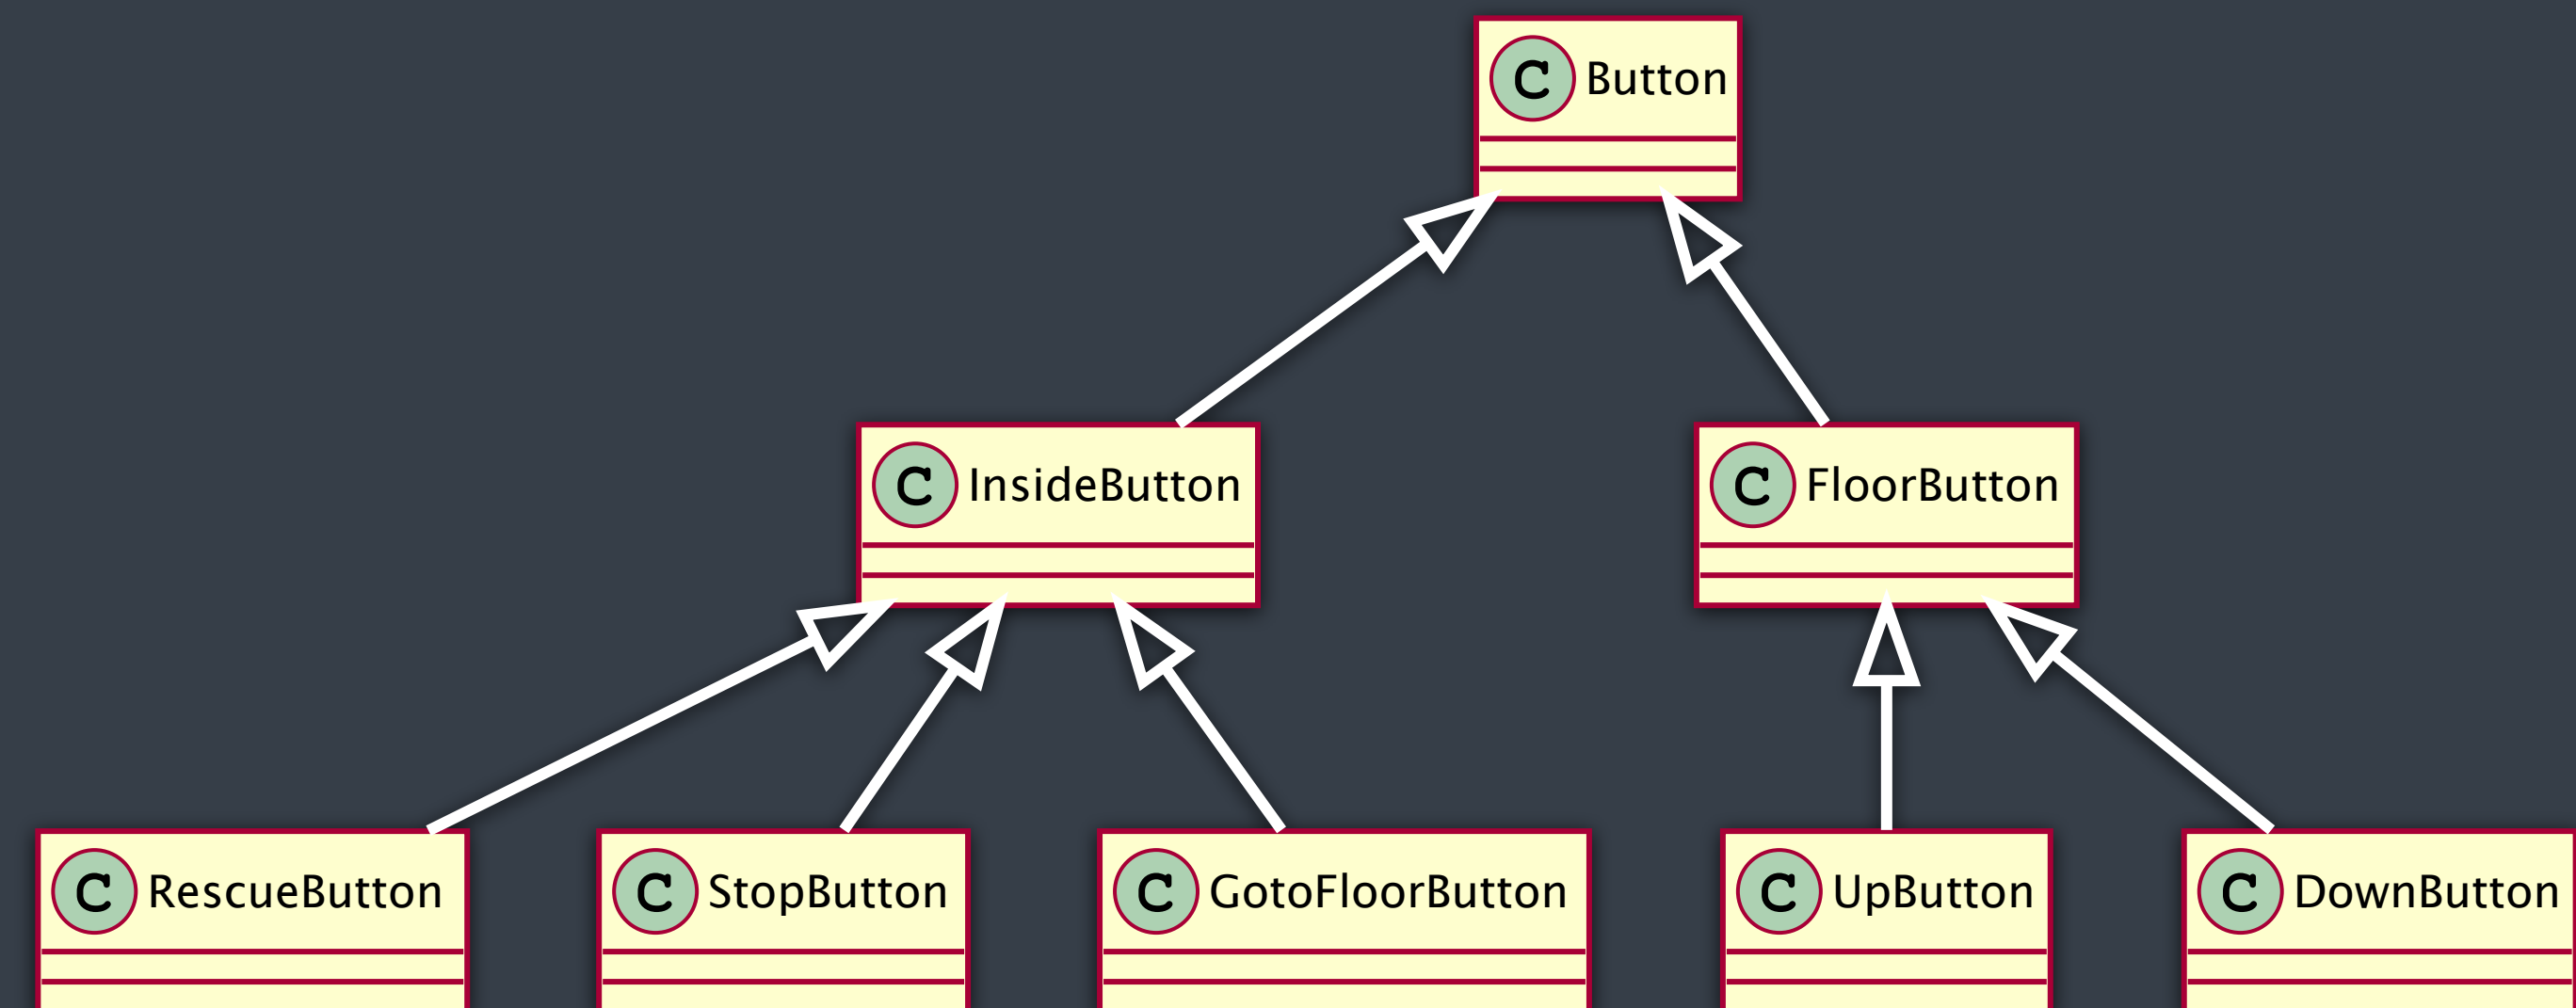 C Button
C InsideButton
C FloorButton
C RescueButton
C StopButton
C GotoFloorButton
C UpButton
C DownButton